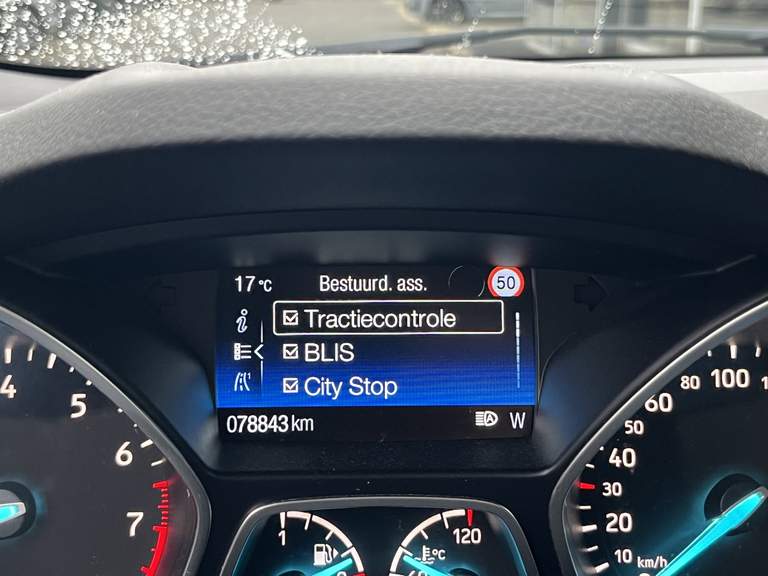 17°C Bestuurd. ass. 50
Tractiecontrole
BLIS
City Stop
078843 km W
4
5
6
7
1
120
°C
10
20
30
40
50
60
80
100
km/h